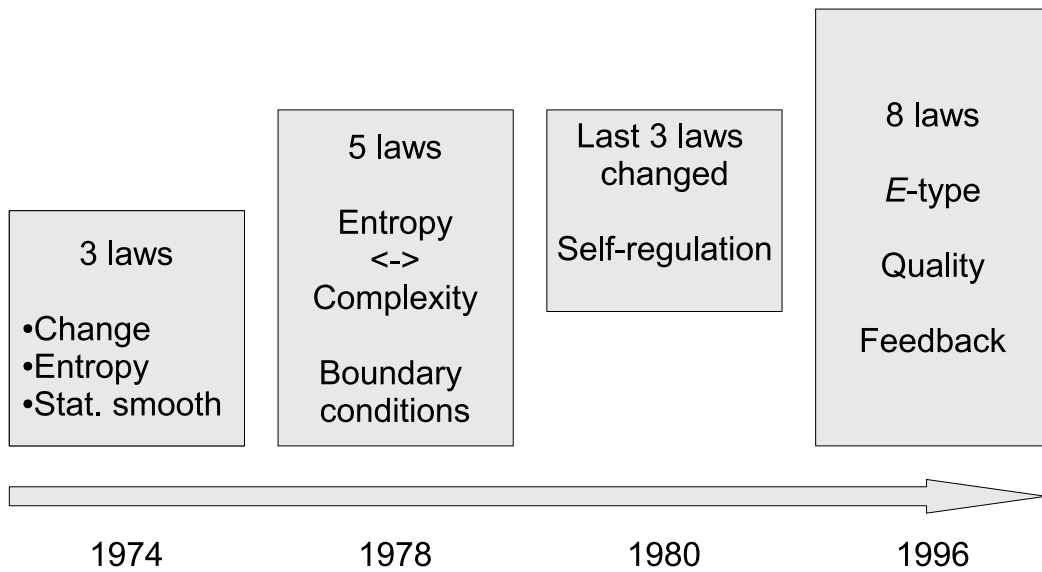 3 laws
•Change
•Entropy
•Stat. smooth
5 laws
Entropy
<->
Complexity
Boundary
conditions
Last 3 laws
changed
Self-regulation
8 laws
E-type
Quality
Feedback
1974
1978
1980
1996